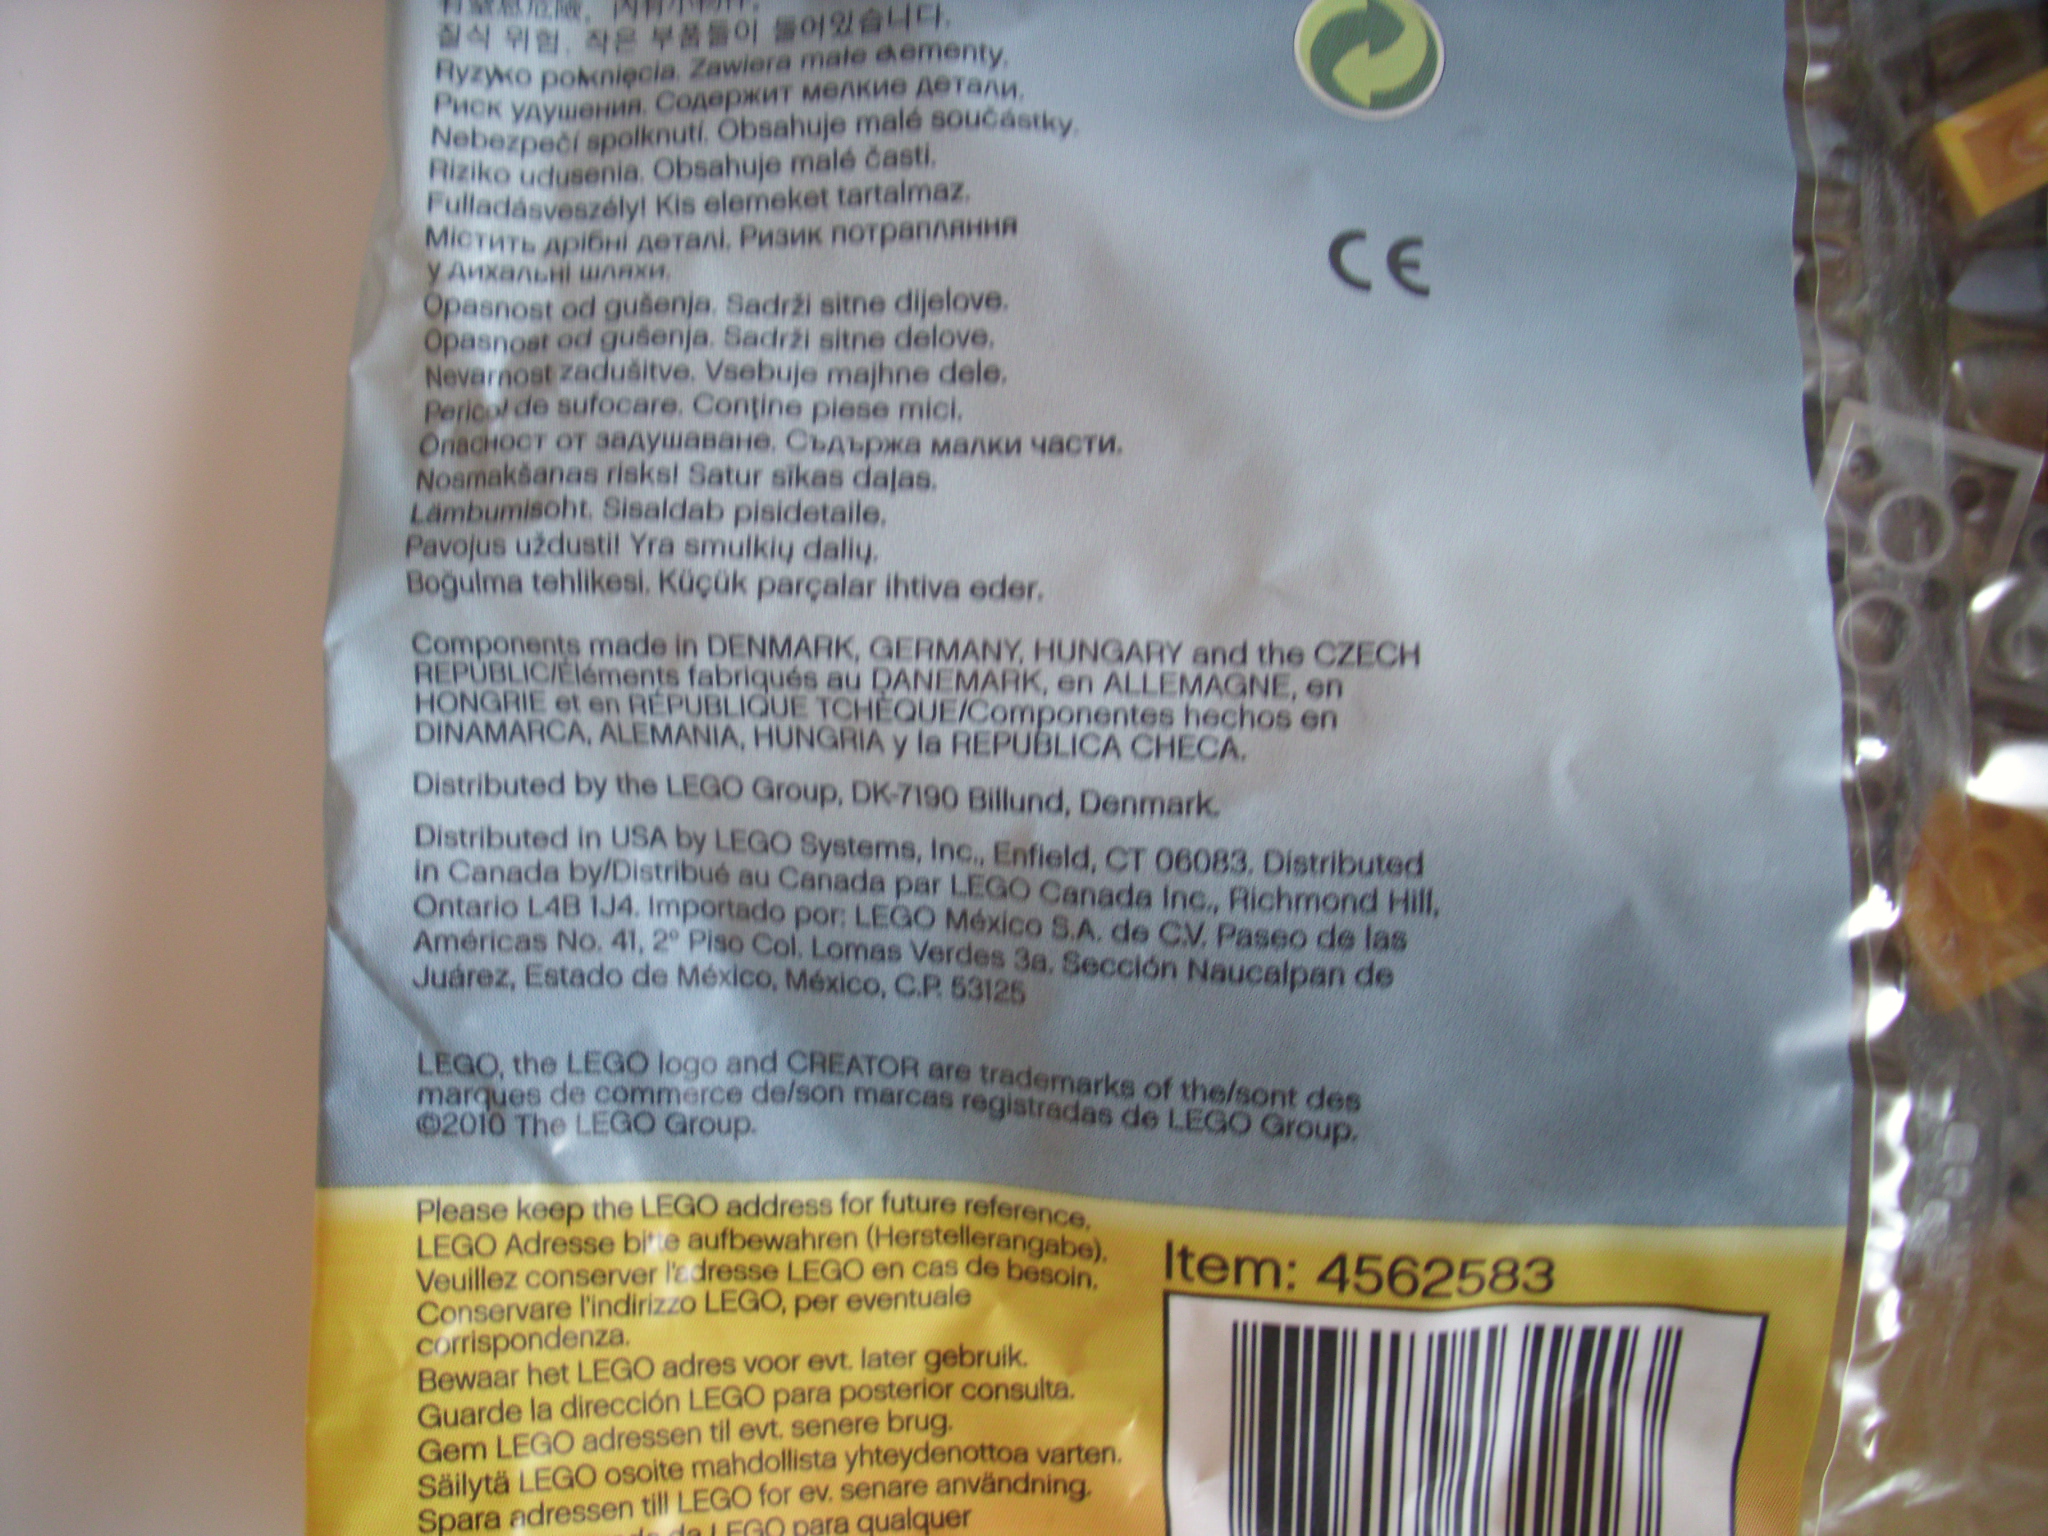 질식 위험. 작은 부품들이 들어있습니다.
Ryzyko połknięcia. Zawiera małe elementy.
Риск удушения. Содержит мелкие детали.
Nebezpečí spolknutí. Obsahuje malé součástky.
Riziko udusenia. Obsahuje malé časti.
Fulladásveszély! Kis elemeket tartalmaz.
Містить дрібні деталі. Ризик потрапляння
у дихальні шляхи.
Opasnost od gušenja. Sadrži sitne dijelove.
Opasnost od gušenja. Sadrži sitne delove.
Nevarnost zadušitve. Vsebuje majhne dele.
Pericol de sufocare. Conţine piese mici.
Опасност от задушаване. Съдържа малки части.
Nosmakšanas risks! Satur sīkas daļas.
Lämbumisoht. Sisaldab pisidetaile.
Pavojus uždusti! Yra smulkių dalių.
Boğulma tehlikesi. Küçük parçalar ihtiva eder.
Components made in DENMARK, GERMANY, HUNGARY and the CZECH
REPUBLIC/Éléments fabriqués au DANEMARK, en ALLEMAGNE, en
HONGRIE et en RÉPUBLIQUE TCHÈQUE/Componentes hechos en
DINAMARCA, ALEMANIA, HUNGRIA y la REPÚBLICA CHECA.
Distributed by the LEGO Group, DK-7190 Billund, Denmark.
Distributed in USA by LEGO Systems, Inc., Enfield, CT 06083. Distributed
in Canada by/Distribué au Canada par LEGO Canada Inc., Richmond Hill,
Ontario L4B 1J4. Importado por: LEGO México S.A. de C.V. Paseo de las
Américas No. 41, 2º Piso Col. Lomas Verdes 3a. Sección Naucalpan de
Juárez, Estado de México, México, C.P. 53125
LEGO, the LEGO logo and CREATOR are trademarks of the/sont des
marques de commerce de/son marcas registradas de LEGO Group.
©2010 The LEGO Group.
Please keep the LEGO address for future reference.
LEGO Adresse bitte aufbewahren (Herstellerangabe).
Veuillez conserver l'adresse LEGO en cas de besoin.
Conservare l'indirizzo LEGO, per eventuale
corrispondenza.
Bewaar het LEGO adres voor evt. later gebruik.
Guarde la dirección LEGO para posterior consulta.
Gem LEGO adressen til evt. senere brug.
Säilytä LEGO osoite mahdollista yhteydenottoa varten.
Spara adressen till LEGO for ev. senare användning.
da LEGO para qualquer
CE
Item: 4562583